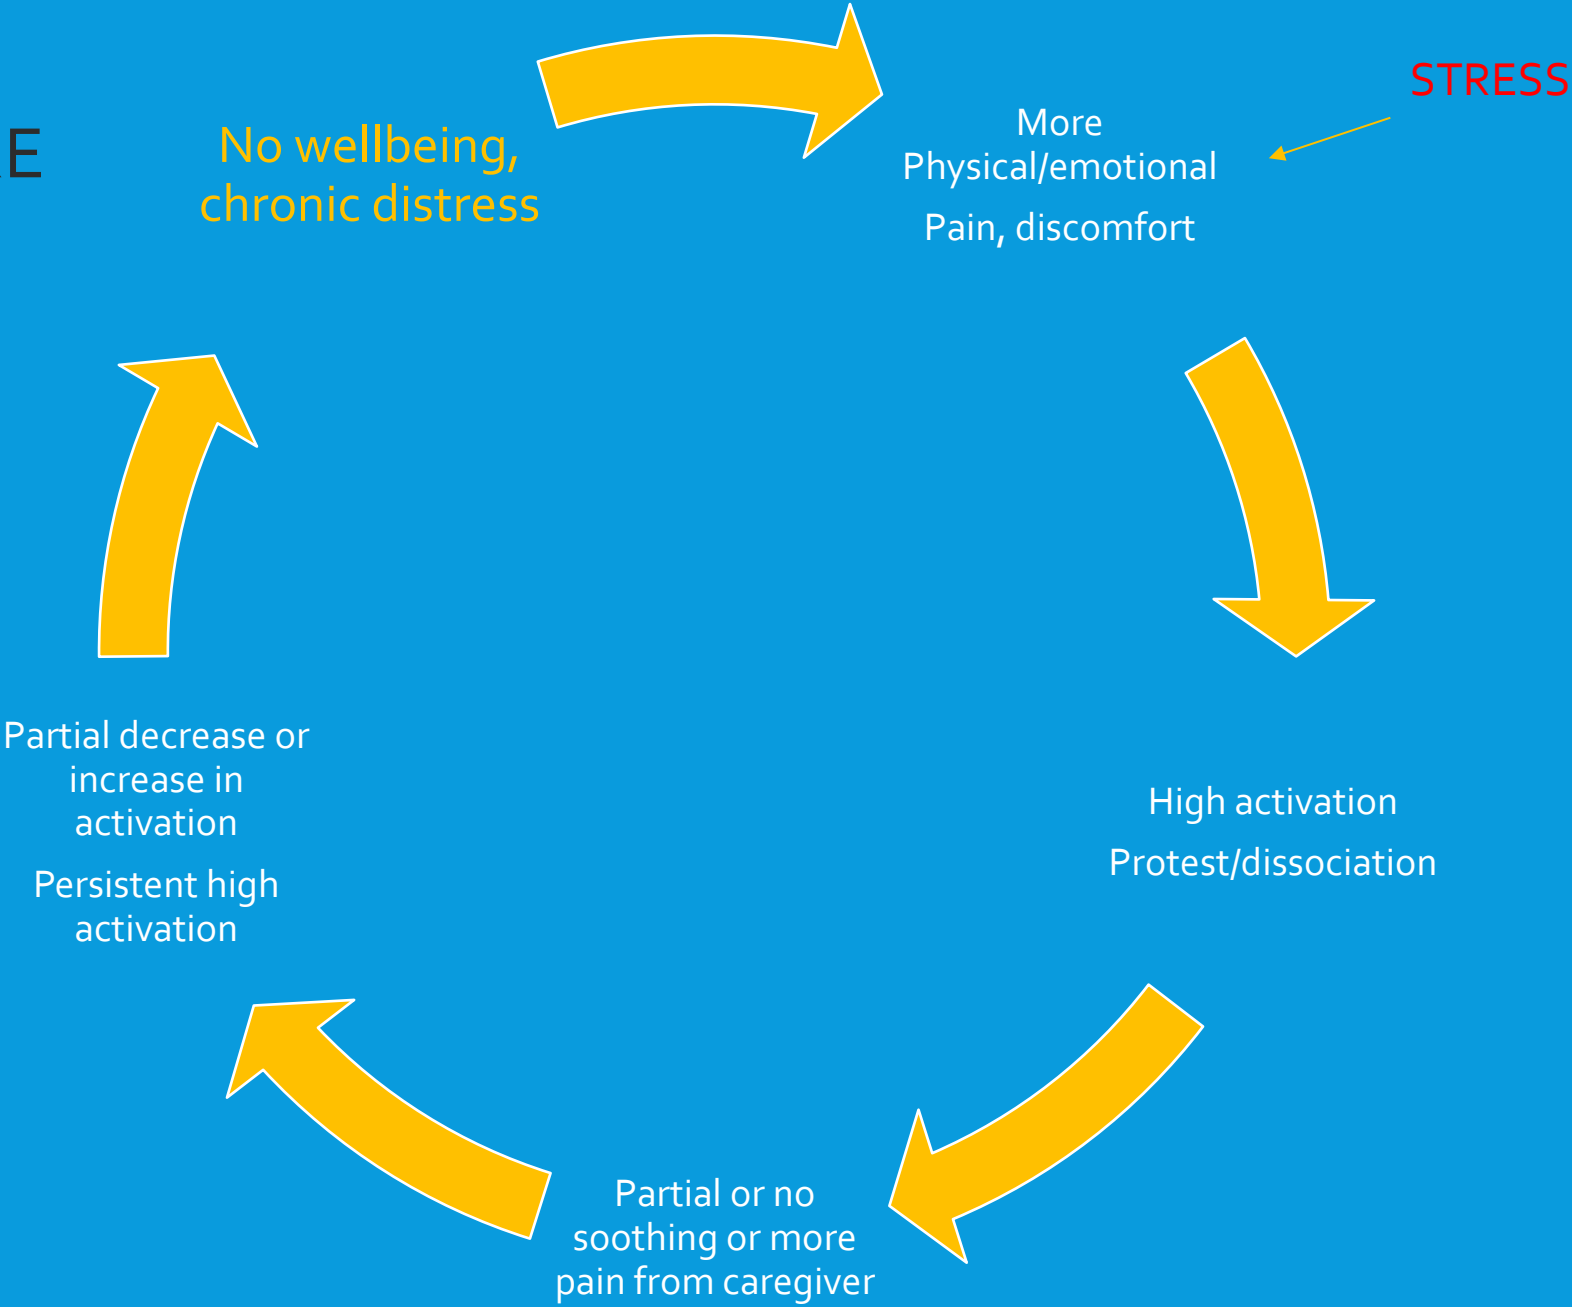 STRESS
E
No wellbeing,
chronic distress
More
Physical/emotional
Pain, discomfort
High activation
Protest/dissociation
Partial or no
soothing or more
pain from caregiver
Partial decrease or
increase in
activation
Persistent high
activation